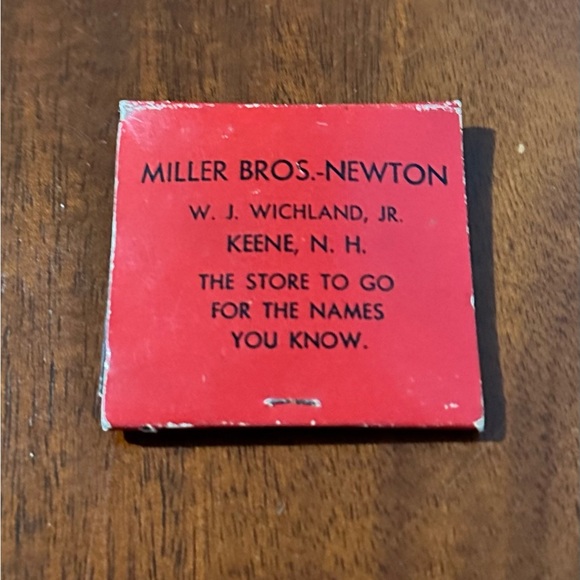 MILLER BROS.-NEWTON
W. J. WICHLAND, JR.
KEENE, N. H.
THE STORE TO GO
FOR THE NAMES
YOU KNOW.